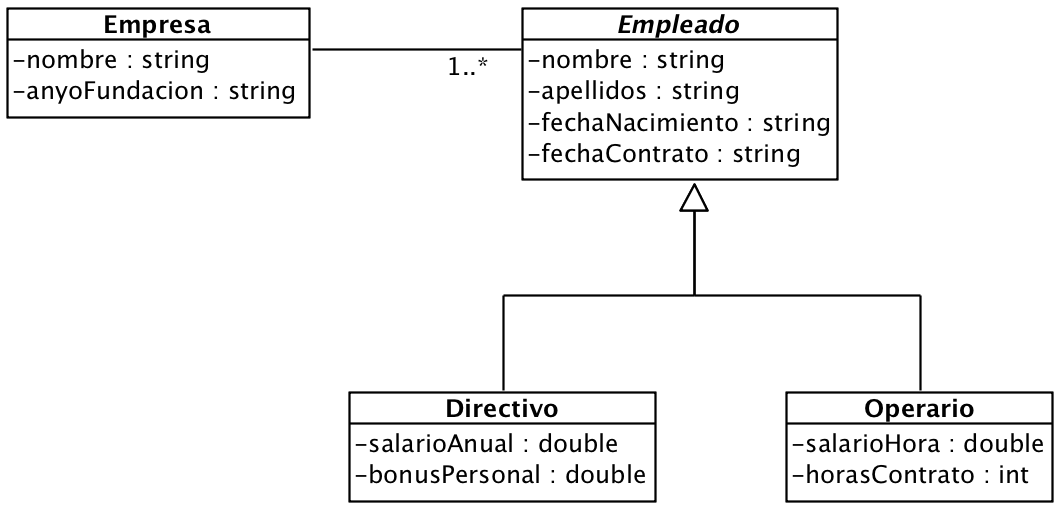 Empresa
-nombre : string
-anyoFundacion : string
1..*
Empleado
-nombre : string
-apellidos : string
-fechaNacimiento : string
-fechaContrato : string
Directivo
-salarioAnual : double
-bonusPersonal : double
Operario
-salarioHora : double
-horasContrato : int